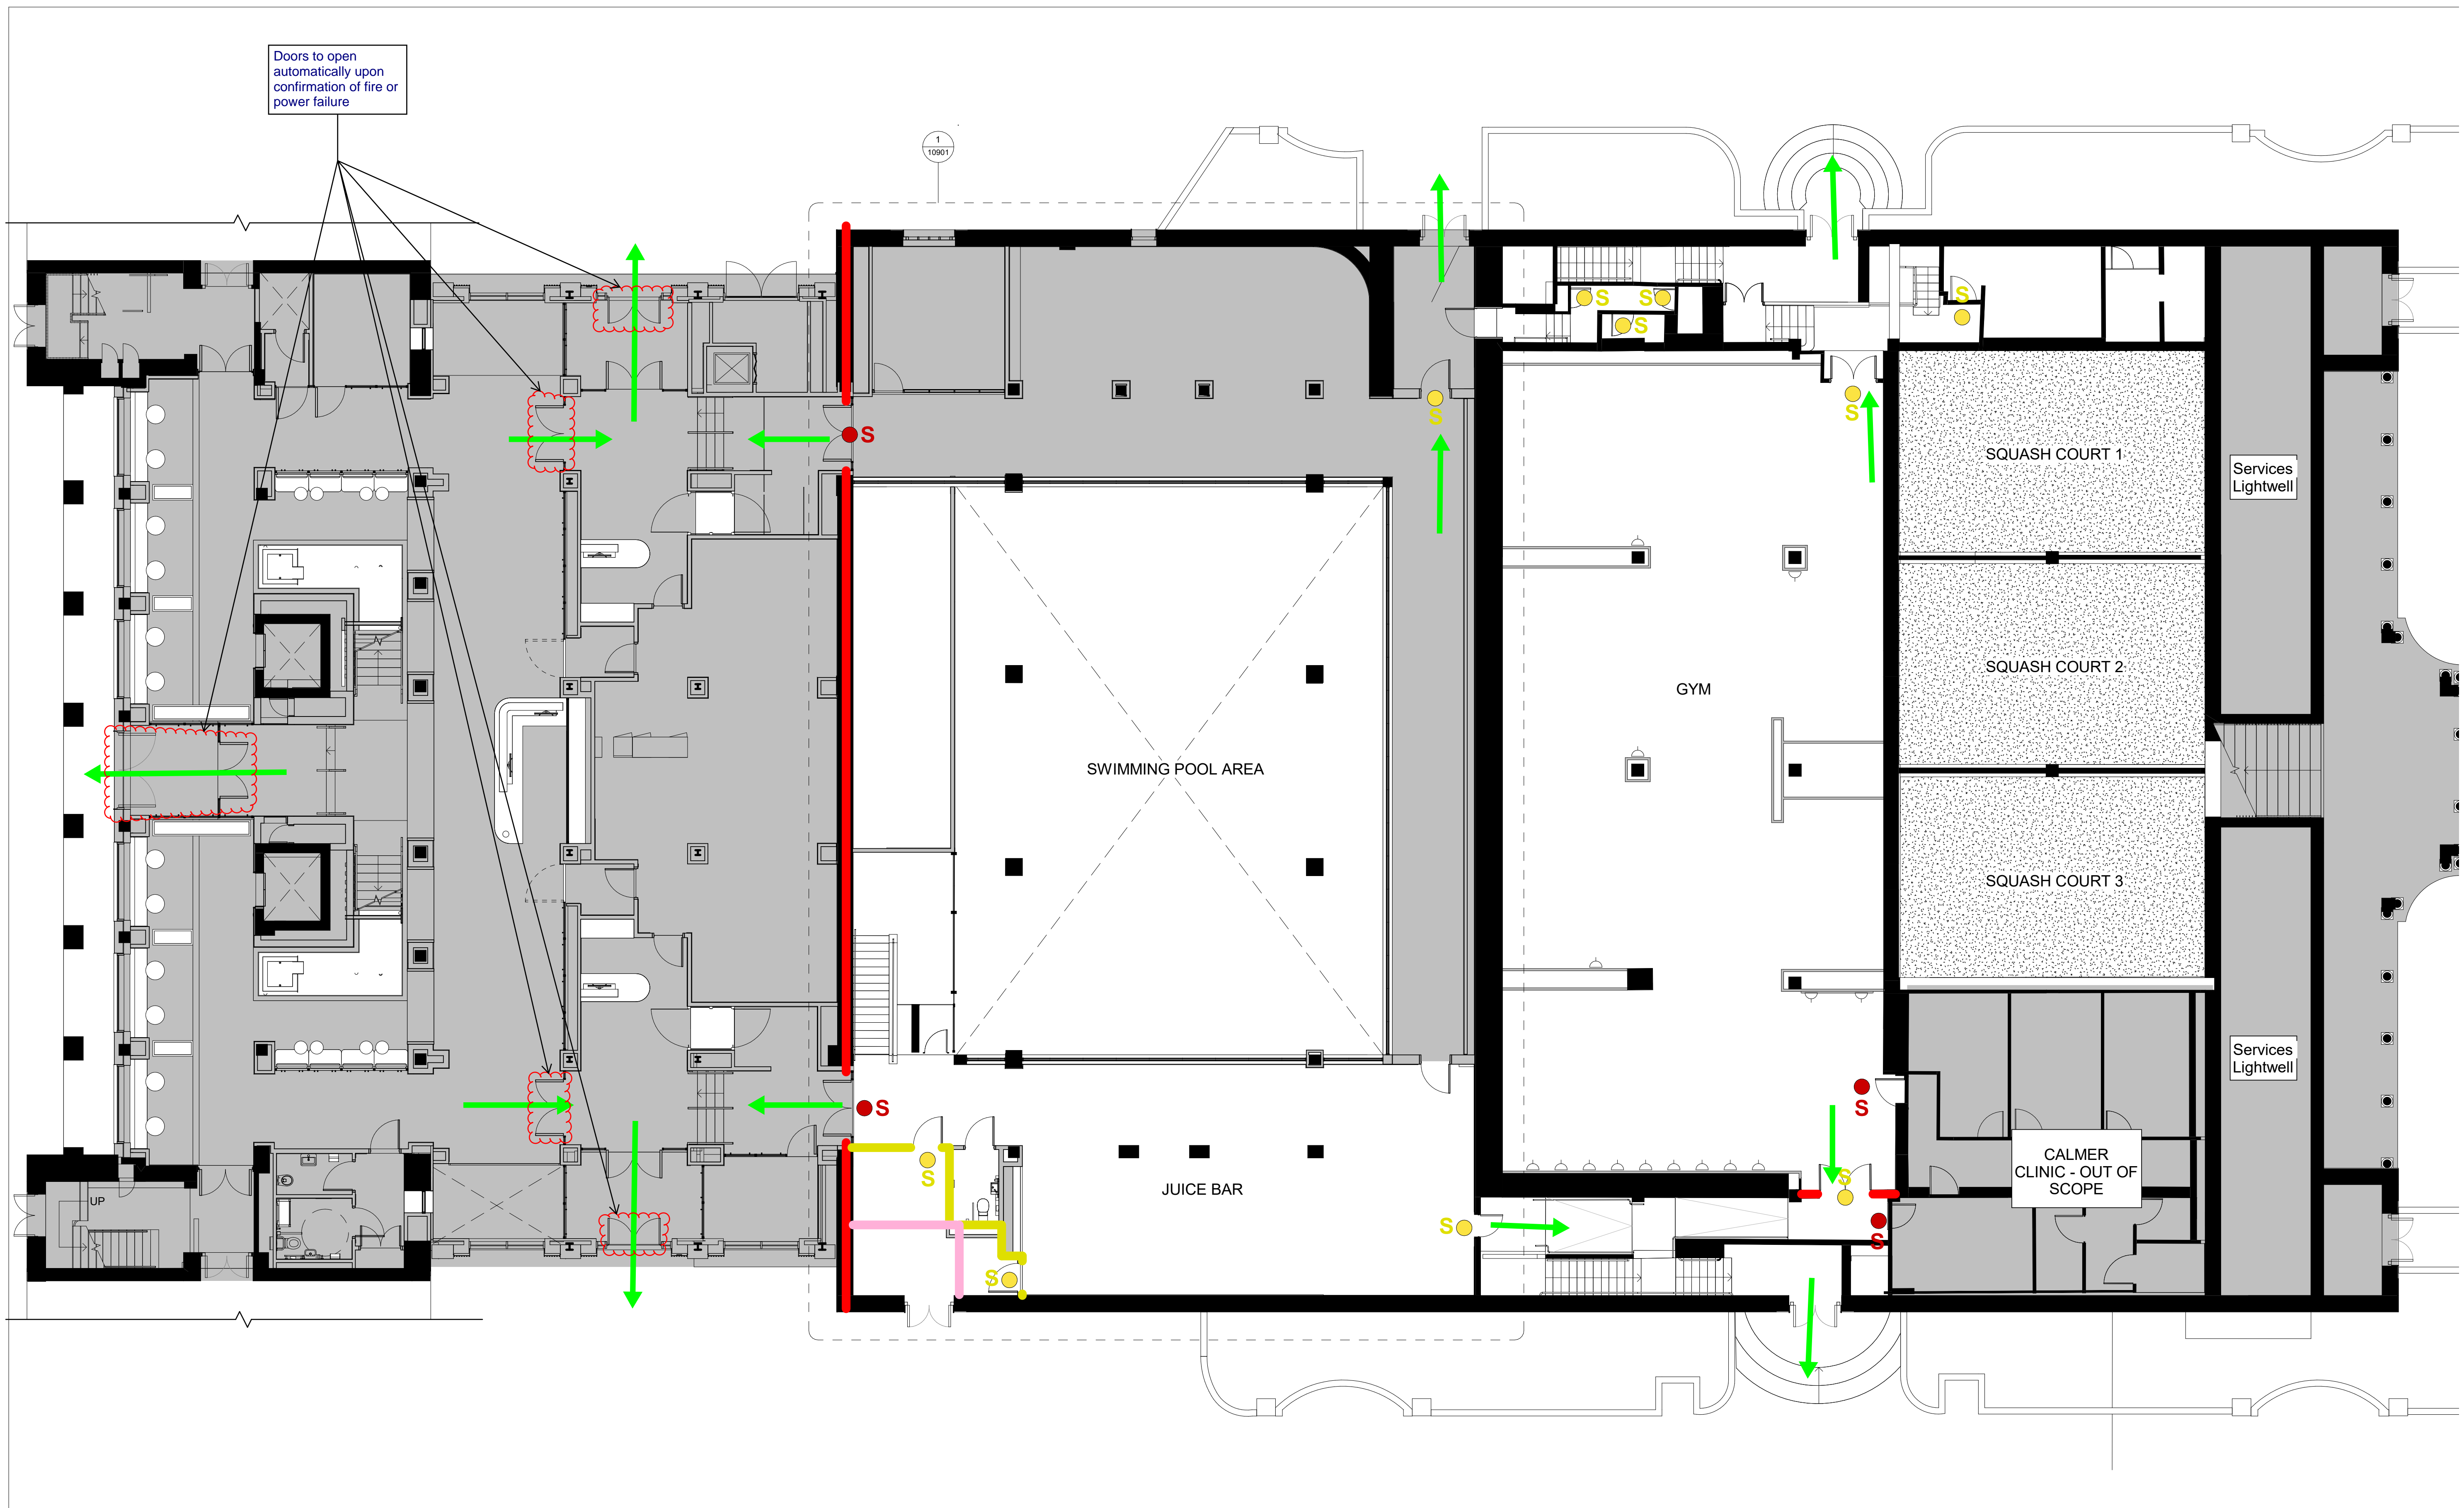 Doors to open
automatically upon
confirmation of fire or
power failure
1
10901
S
S
S
S
S
S
S
SQUASH COURT 1
Services
Lightwell
SQUASH COURT 2
GYM
SWIMMING POOL AREA
SQUASH COURT 3
Services
Lightwell
S
S
CALMER
CLINIC - OUT OF
SCOPE
S
S
JUICE BAR
UP
S
S
S